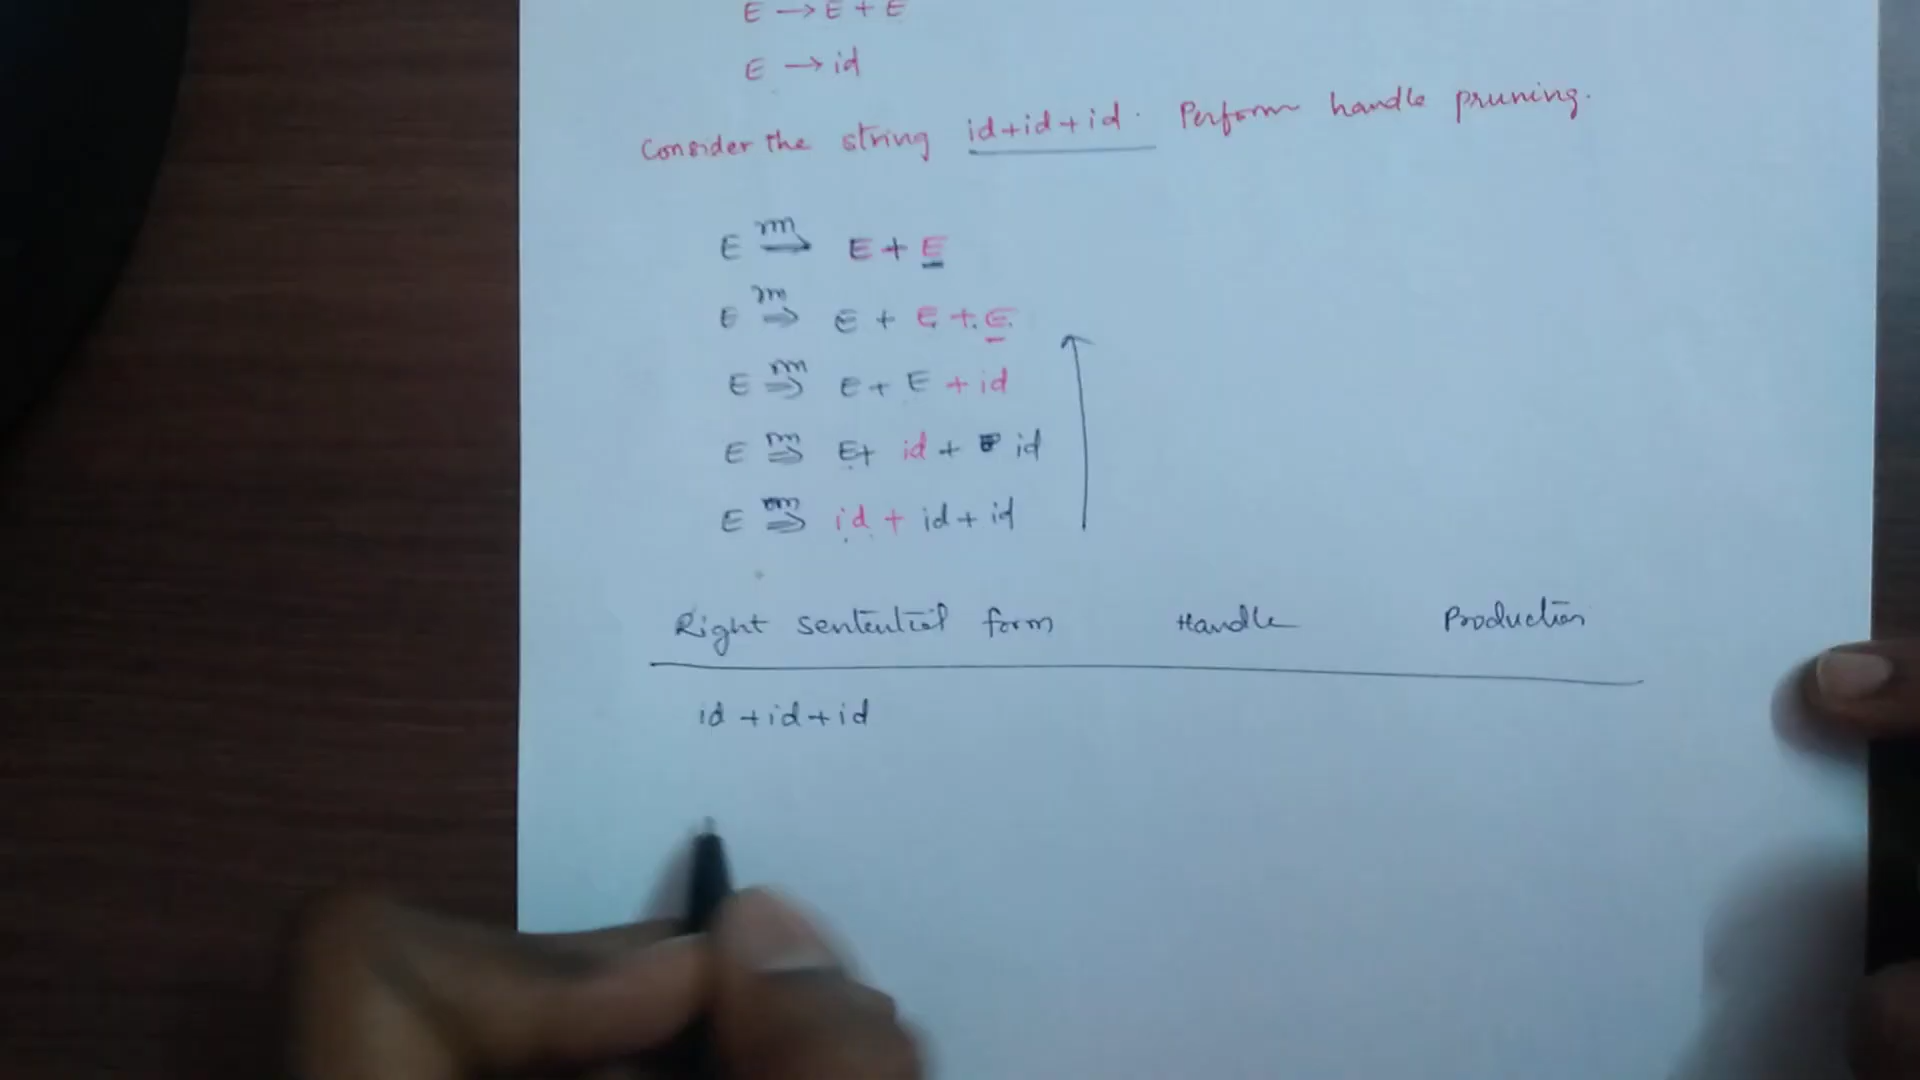 E → E + E
E → id
Consider the string id+id+id. Perform handle pruning.
E rm⇒ E + E
E rm⇒ E + E + E
E rm⇒ E + E + id
E rm⇒ E + id + id
E rm⇒ id + id + id
Right sentential form Handle Production
id + id + id